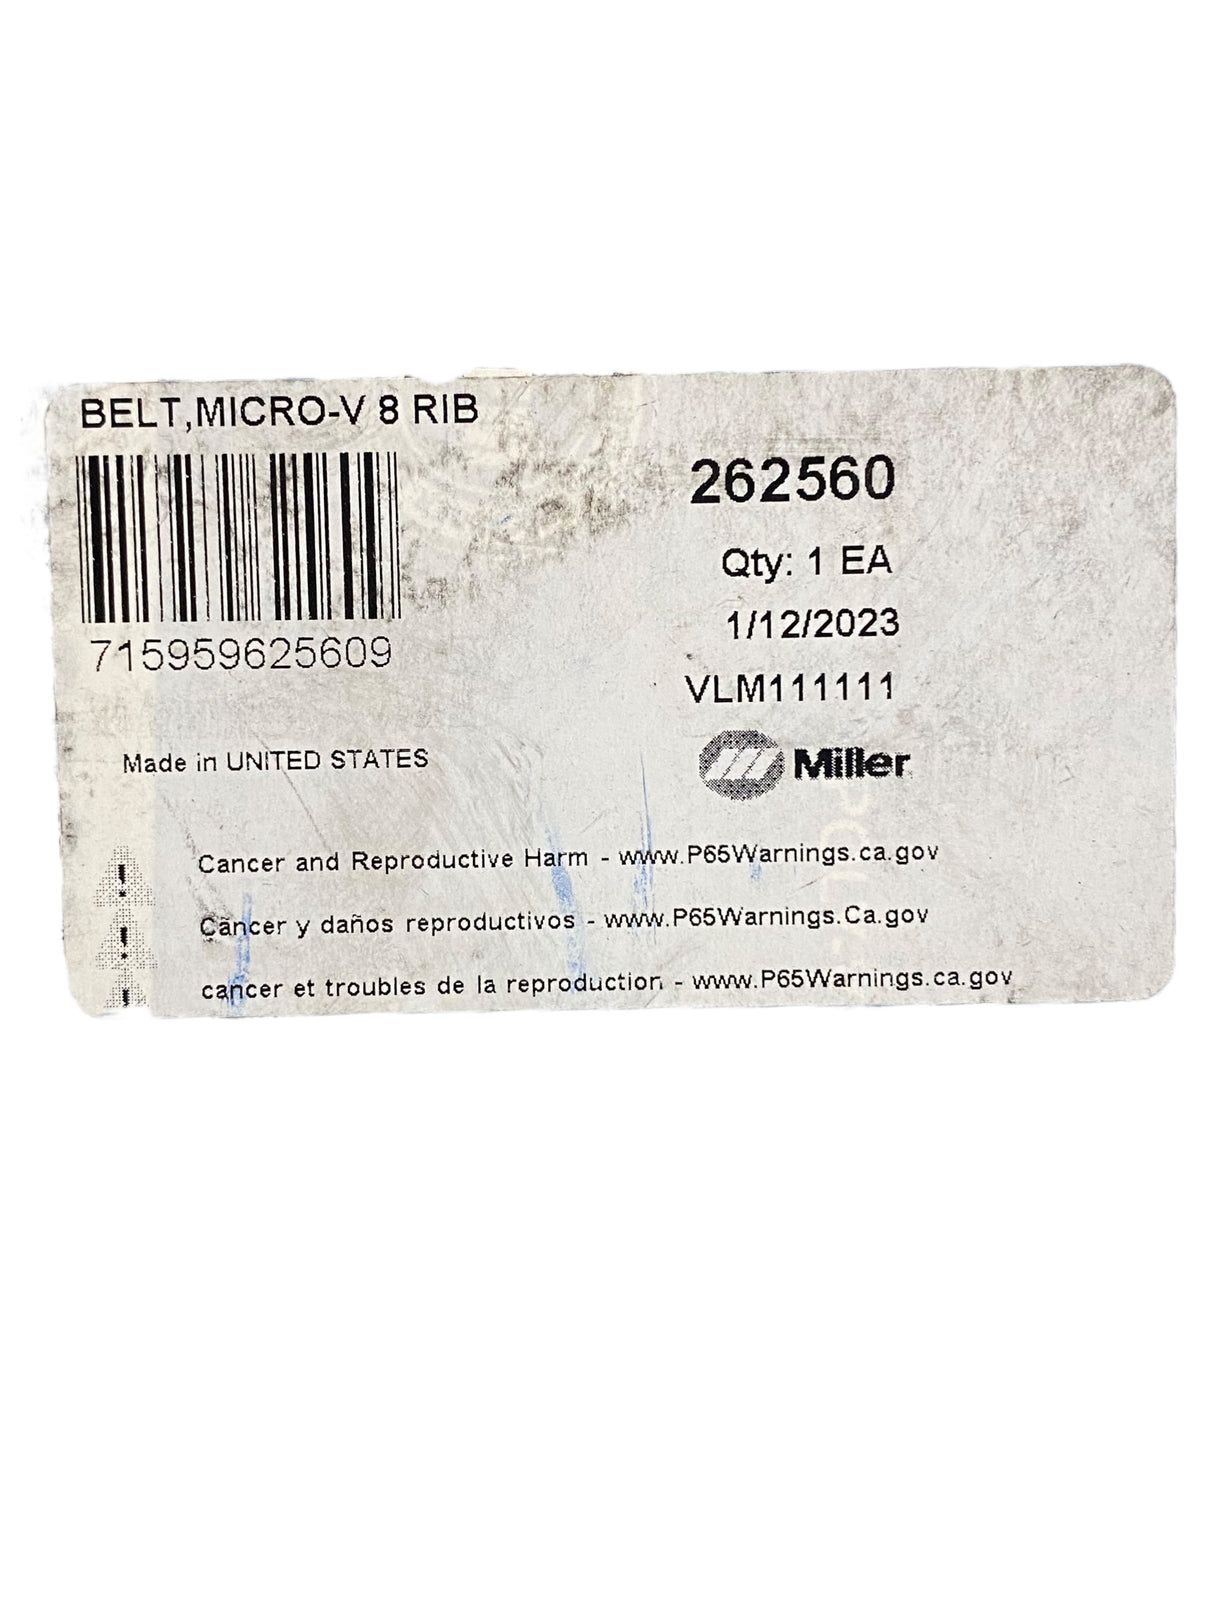 BELT,MICRO-V 8 RIB
262560
Qty: 1 EA
1/12/2023
715959625609
VLM111111
Made in UNITED STATES
Miller
Cancer and Reproductive Harm - www.P65Warnings.ca.gov
Cancer y daños reproductivos - www.P65Warnings.Ca.gov
cancer et troubles de la reproduction - www.P65Warnings.ca.gov